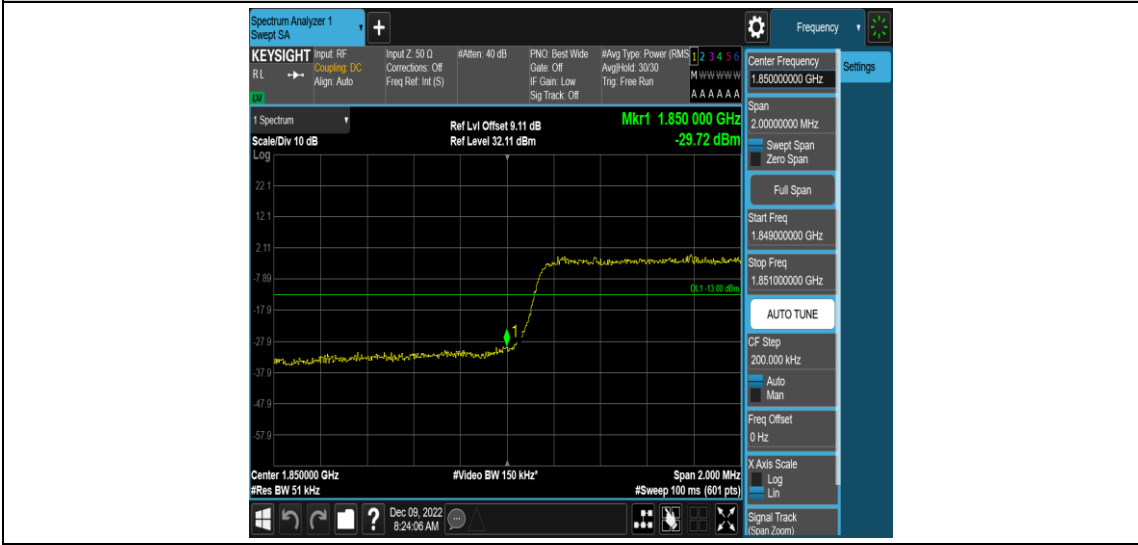 Spectrum Analyzer 1
Swept SA
+
Frequency
KEYSIGHT
RL
Input: RF
Coupling: DC
Align: Auto
Input Z: 50 Ω
Corrections: Off
Freq Ref: Int (S)
#Atten: 40 dB
PNO: Best Wide
Gate: Off
IF Gain: Low
Sig Track: Off
#Avg Type: Power (RMS
Avg|Hold: 30/30
Trig: Free Run
1 2 3 4 5 6
M W W W W W
A A A A A A
1 Spectrum
Scale/Div 10 dB
Ref Lvl Offset 9.11 dB
Ref Level 32.11 dBm
Mkr1 1.850 000 GHz
-29.72 dBm
Log
22.1
12.1
2.11
-7.89
-17.9
-27.9
-37.9
-47.9
-57.9
DL1 -13.00 dBm
1
Center 1.850000 GHz
#Res BW 51 kHz
#Video BW 150 kHz*
Span 2.000 MHz
#Sweep 100 ms (601 pts)
?
Dec 09, 2022
8:24:06 AM
Center Frequency
1.850000000 GHz
Span
2.00000000 MHz
Swept Span
Zero Span
Full Span
Start Freq
1.849000000 GHz
Stop Freq
1.851000000 GHz
AUTO TUNE
CF Step
200.000 kHz
Auto
Man
Freq Offset
0 Hz
X Axis Scale
Log
Lin
Signal Track
(Span Zoom)
Settings